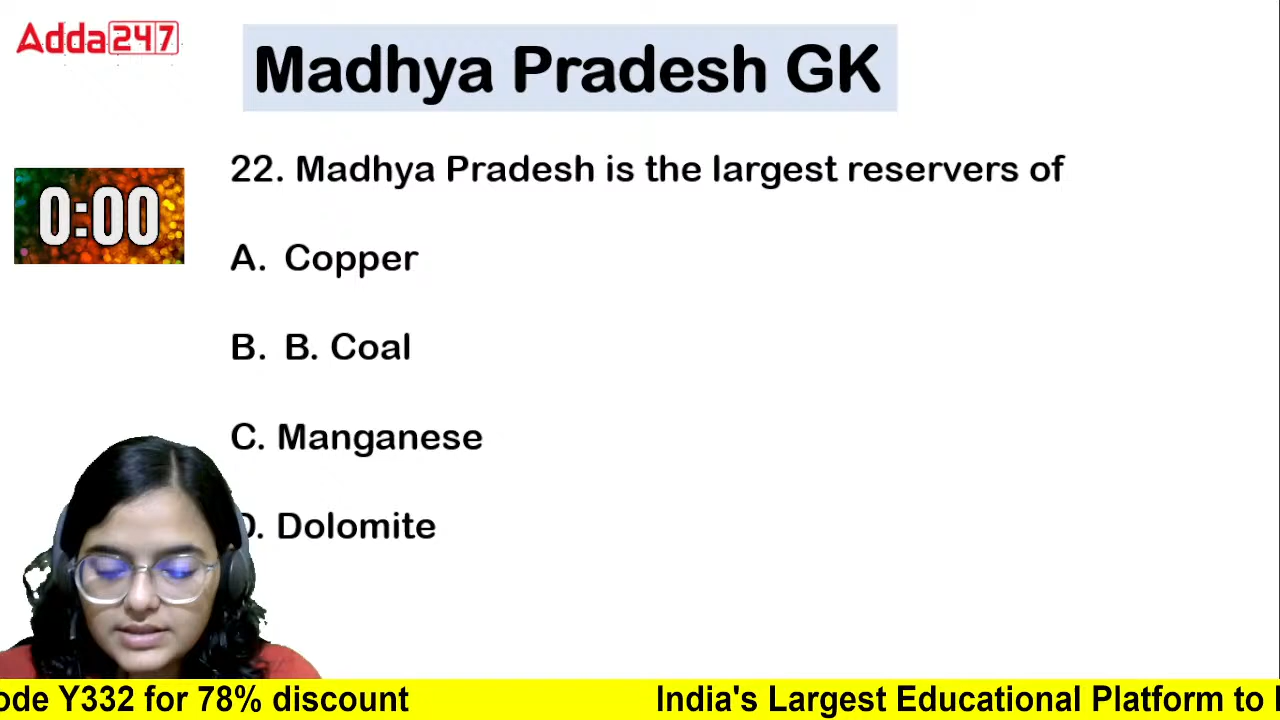 Adda247
Madhya Pradesh GK
0:00
22. Madhya Pradesh is the largest reservers of
A. Copper
B. B. Coal
C. Manganese
D. Dolomite
ode Y332 for 78% discount India's Largest Educational Platform to